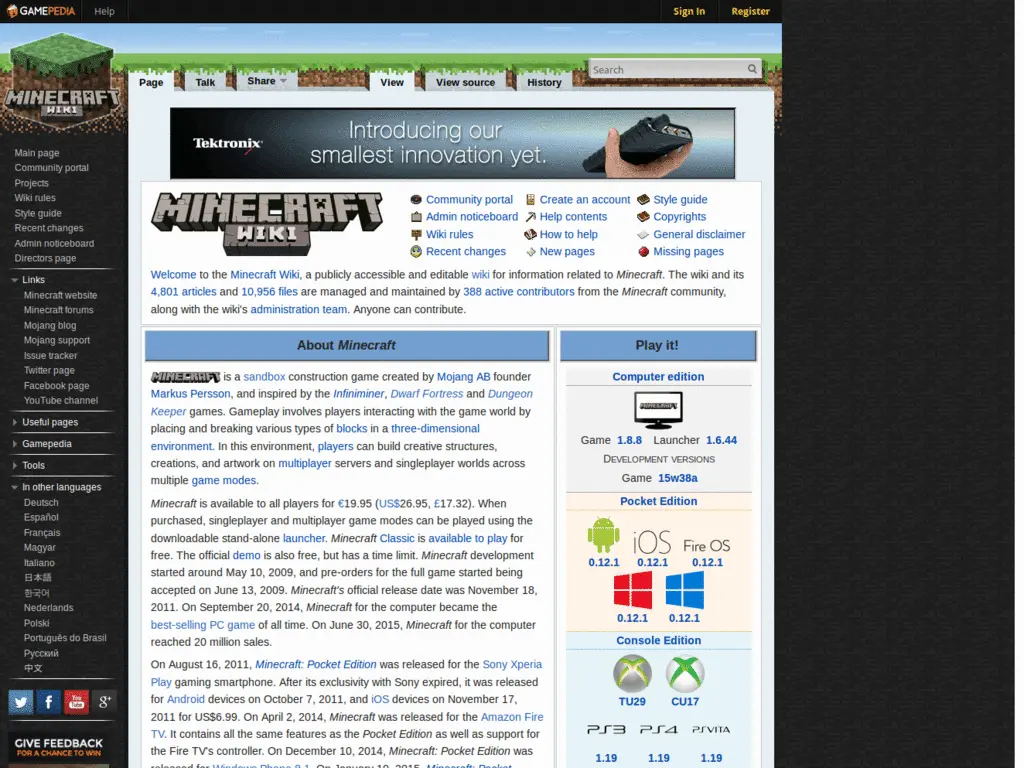 GAMEPEDIA
Help
Sign In
Register
MINECRAFT
WIKI
Page
Talk
Share
View
View source
History
Search
Main page
Community portal
Projects
Wiki rules
Style guide
Recent changes
Admin noticeboard
Directors page
Links
Minecraft website
Minecraft forums
Mojang blog
Mojang support
Issue tracker
Twitter page
Facebook page
YouTube channel
Useful pages
Gamepedia
Tools
In other languages
Deutsch
Español
Français
Magyar
Italiano
日本語
한국어
Nederlands
Polski
Português do Brasil
Русский
中文
You
Tube
g+
GIVE FEEDBACK
FOR A CHANCE TO WIN
Tektronix
Introducing our
smallest innovation yet.
MINECRAFT
WIKI
Community portal
Create an account
Style guide
Admin noticeboard
Help contents
Copyrights
Wiki rules
How to help
General disclaimer
Recent changes
New pages
Missing pages
Welcome to the Minecraft Wiki, a publicly accessible and editable wiki for information related to Minecraft. The wiki and its
4,801 articles and 10,956 files are managed and maintained by 388 active contributors from the Minecraft community,
along with the wiki's administration team. Anyone can contribute.
About Minecraft
MINECRAFT is a sandbox construction game created by Mojang AB founder
Markus Persson, and inspired by the Infiniminer, Dwarf Fortress and Dungeon
Keeper games. Gameplay involves players interacting with the game world by
placing and breaking various types of blocks in a three-dimensional
environment. In this environment, players can build creative structures,
creations, and artwork on multiplayer servers and singleplayer worlds across
multiple game modes.
Minecraft is available to all players for €19.95 (US$26.95, £17.32). When
purchased, singleplayer and multiplayer game modes can be played using the
downloadable stand-alone launcher. Minecraft Classic is available to play for
free. The official demo is also free, but has a time limit. Minecraft development
started around May 10, 2009, and pre-orders for the full game started being
accepted on June 13, 2009. Minecraft's official release date was November 18,
2011. On September 20, 2014, Minecraft for the computer became the
best-selling PC game of all time. On June 30, 2015, Minecraft for the computer
reached 20 million sales.
On August 16, 2011, Minecraft: Pocket Edition was released for the Sony Xperia
Play gaming smartphone. After its exclusivity with Sony expired, it was released
for Android devices on October 7, 2011, and iOS devices on November 17,
2011 for US$6.99. On April 2, 2014, Minecraft was released for the Amazon Fire
TV. It contains all the same features as the Pocket Edition as well as support for
the Fire TV's controller. On December 10, 2014, Minecraft: Pocket Edition was
released for Windows Phone 8.1. On January 19, 2015, Minecraft: Pocket
Play it!
Computer edition
MINECRAFT
Game 1.8.8 Launcher 1.6.44
DEVELOPMENT VERSIONS
Game 15w38a
Pocket Edition
iOS
Fire OS
0.12.1
0.12.1
0.12.1
0.12.1
0.12.1
Console Edition
TU29
CU17
PS3
PS4
PSVITA
1.19
1.19
1.19